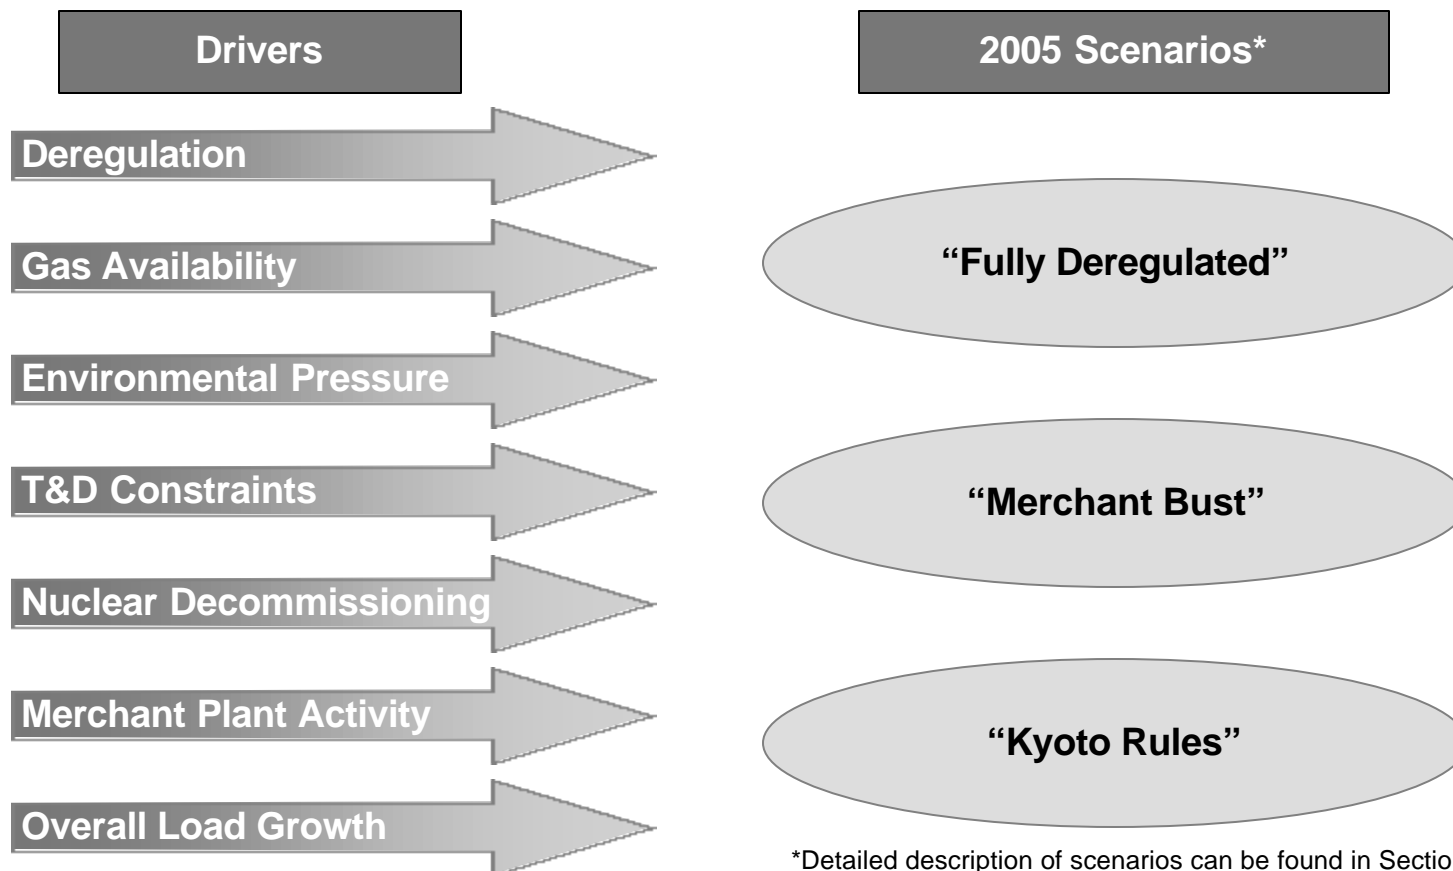 Drivers
2005 Scenarios*
Deregulation
Gas Availability
Environmental Pressure
T&D Constraints
Nuclear Decommissioning
Merchant Plant Activity
Overall Load Growth
“Fully Deregulated”
“Merchant Bust”
“Kyoto Rules”
*Detailed description of scenarios can be found in